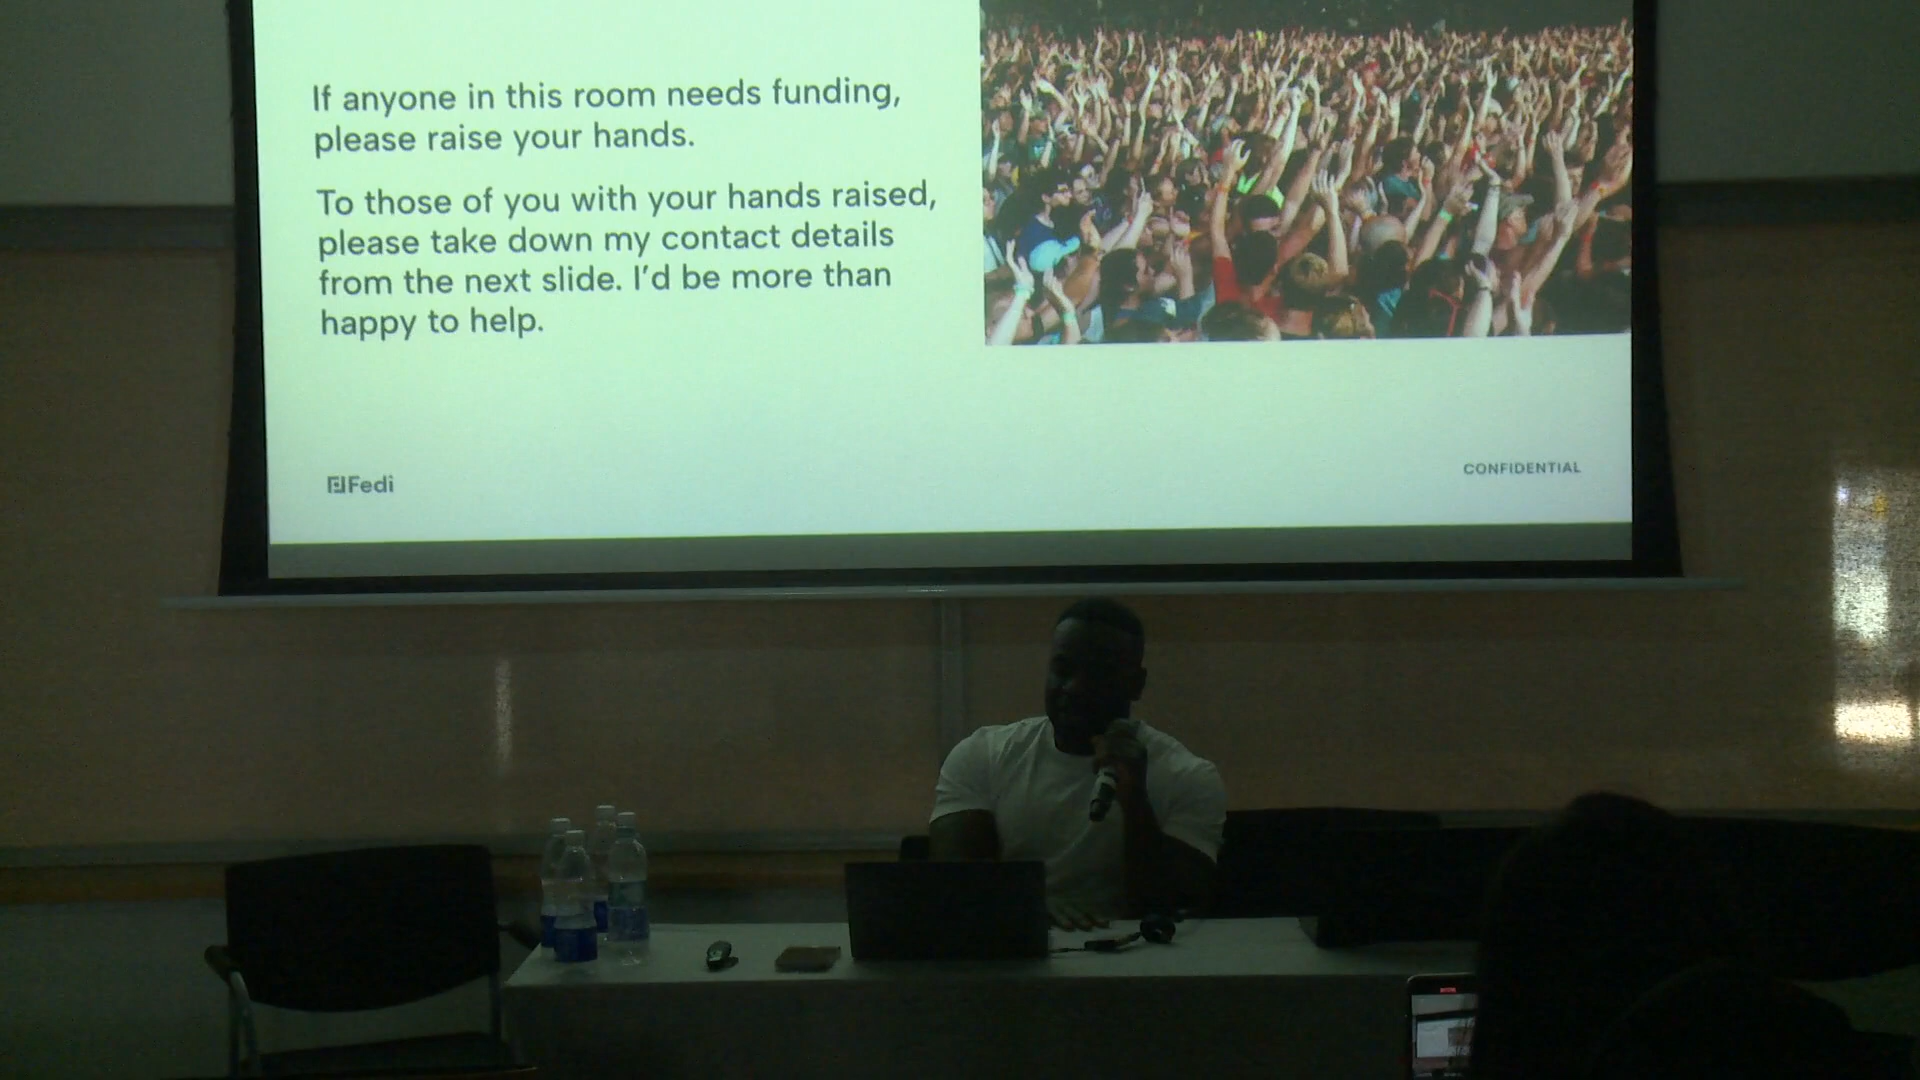 If anyone in this room needs funding,
please raise your hands.
To those of you with your hands raised,
please take down my contact details
from the next slide. I'd be more than
happy to help.
Fedi
CONFIDENTIAL